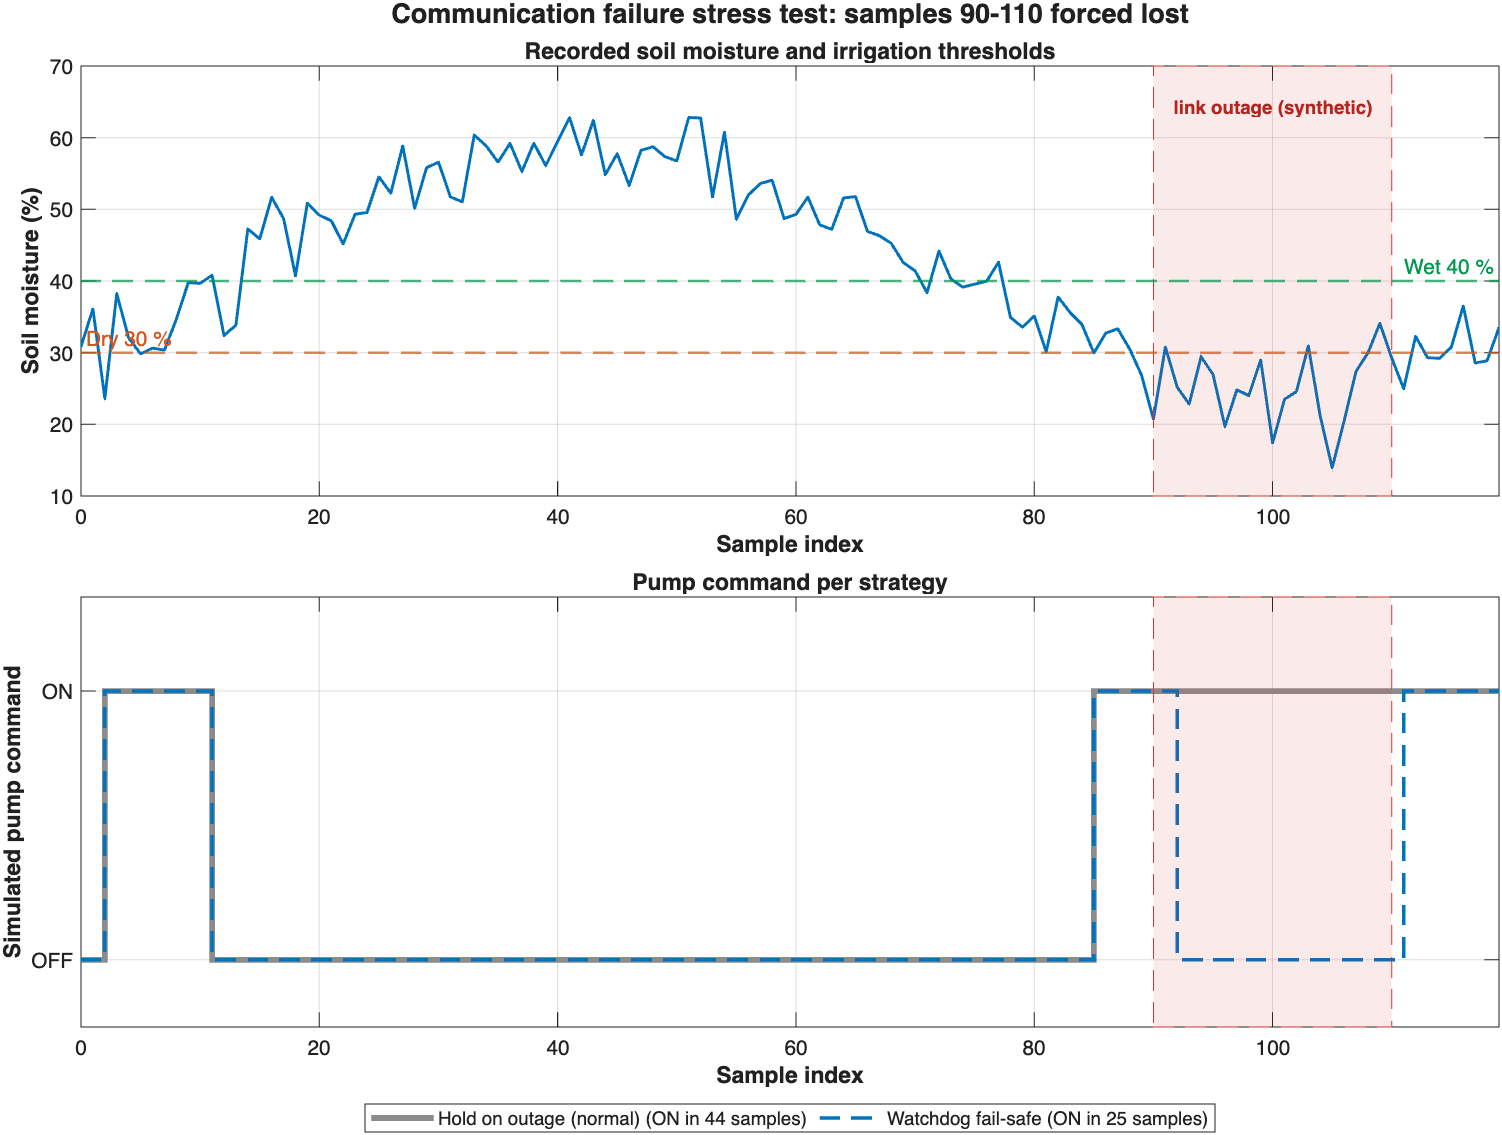 Communication failure stress test: samples 90-110 forced lost
Recorded soil moisture and irrigation thresholds
Soil moisture (%)
70
60
50
40
30
20
10
link outage (synthetic)
Wet 40 %
Dry 30 %
0 20 40 60 80 100
Sample index
Pump command per strategy
Simulated pump command
ON
OFF
0 20 40 60 80 100
Sample index
Hold on outage (normal) (ON in 44 samples) Watchdog fail-safe (ON in 25 samples)